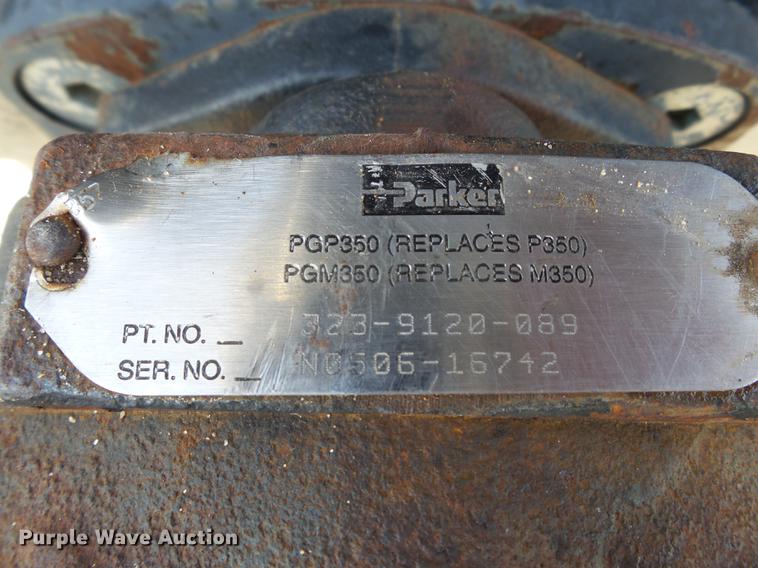 Parker
PGP350 (REPLACES P350)
PGM350 (REPLACES M350)
PT. NO. _ 323-9120-089
SER. NO. _ N0506-16742
Purple Wave Auction